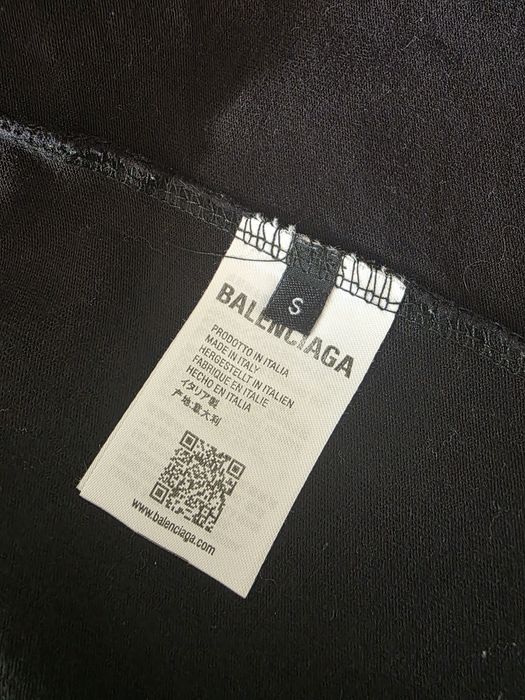 S
BALENCIAGA
PRODOTTO IN ITALIA
MADE IN ITALY
HERGESTELLT IN ITALIEN
FABRIQUE EN ITALIE
HECHO EN ITALIA
イタリア製
产地:意大利
www.balenciaga.com